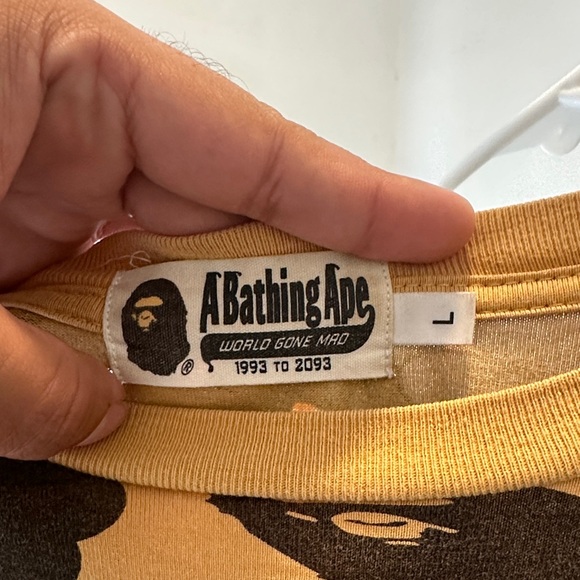 A Bathing Ape
WORLD GONE MAD
1993 TO 2093
®
L